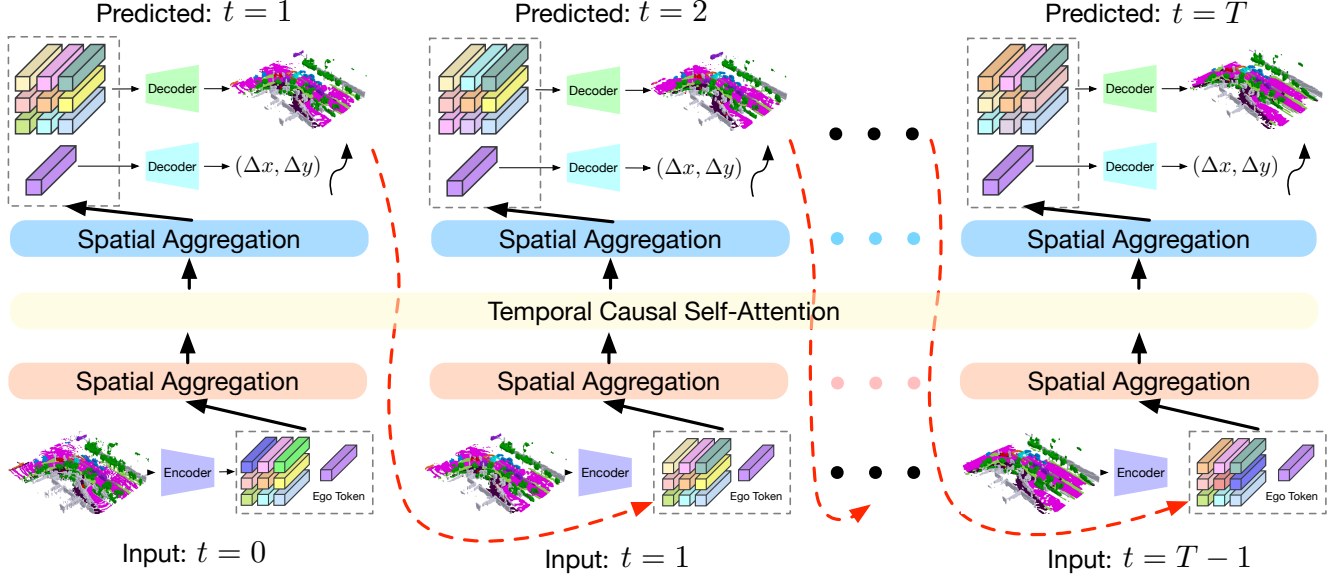 Predicted: t = 1
Predicted: t = 2
Predicted: t = T
Decoder
Decoder
Decoder
Decoder
(Δx, Δy)
Decoder
(Δx, Δy)
Decoder
(Δx, Δy)
Spatial Aggregation
Spatial Aggregation
Spatial Aggregation
Temporal Causal Self-Attention
Spatial Aggregation
Spatial Aggregation
Spatial Aggregation
Encoder
Encoder
Encoder
Ego Token
Ego Token
Ego Token
Input: t = 0
Input: t = 1
Input: t = T − 1